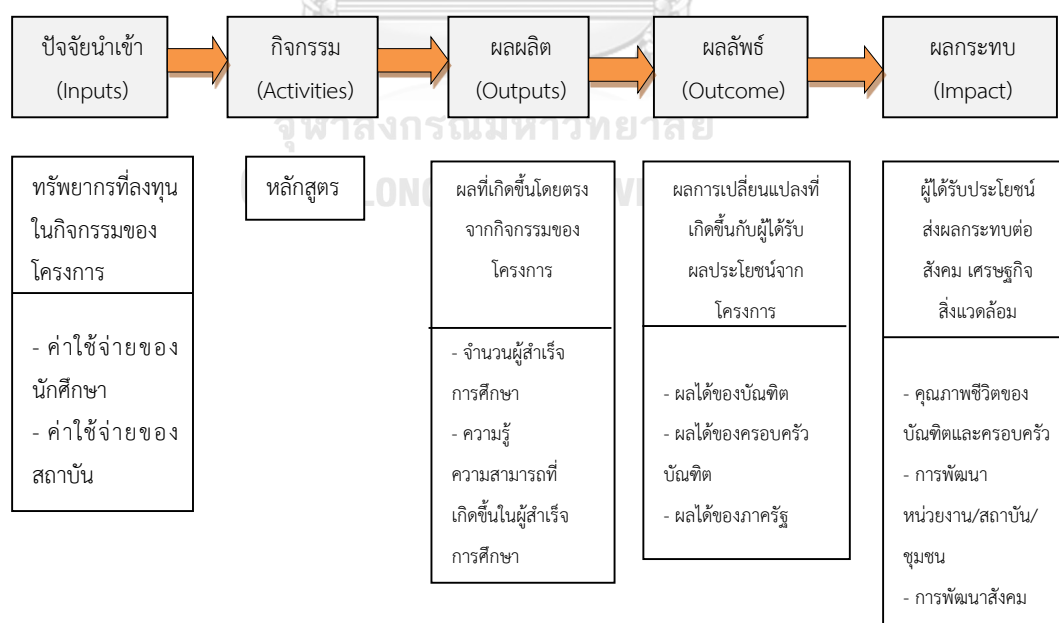 ปัจจัยนำเข้า
(Inputs)
กิจกรรม
(Activities)
ผลผลิต
(Outputs)
ผลลัพธ์
(Outcome)
ผลกระทบ
(Impact)
จุฬาลงกรณ์มหาวิทยาลัย
ทรัพยากรที่ลงทุน
ในกิจกรรมของ
โครงการ
- ค่าใช้จ่ายของ
นักศึกษา
- ค่าใช้จ่ายของ
สถาบัน
หลักสูตร
ผลที่เกิดขึ้นโดยตรง
จากกิจกรรมของ
โครงการ
- จำนวนผู้สำเร็จ
การศึกษา
- ความรู้
ความสามารถที่
เกิดขึ้นในผู้สำเร็จ
การศึกษา
ผลการเปลี่ยนแปลงที่
เกิดขึ้นกับผู้ได้รับ
ผลประโยชน์จาก
โครงการ
- ผลได้ของบัณฑิต
- ผลได้ของครอบครัว
บัณฑิต
- ผลได้ของภาครัฐ
ผู้ได้รับประโยชน์
ส่งผลกระทบต่อ
สังคม เศรษฐกิจ
สิ่งแวดล้อม
- คุณภาพชีวิตของ
บัณฑิตและครอบครัว
- การพัฒนา
หน่วยงาน/สถาบัน/
ชุมชน
- การพัฒนาสังคม